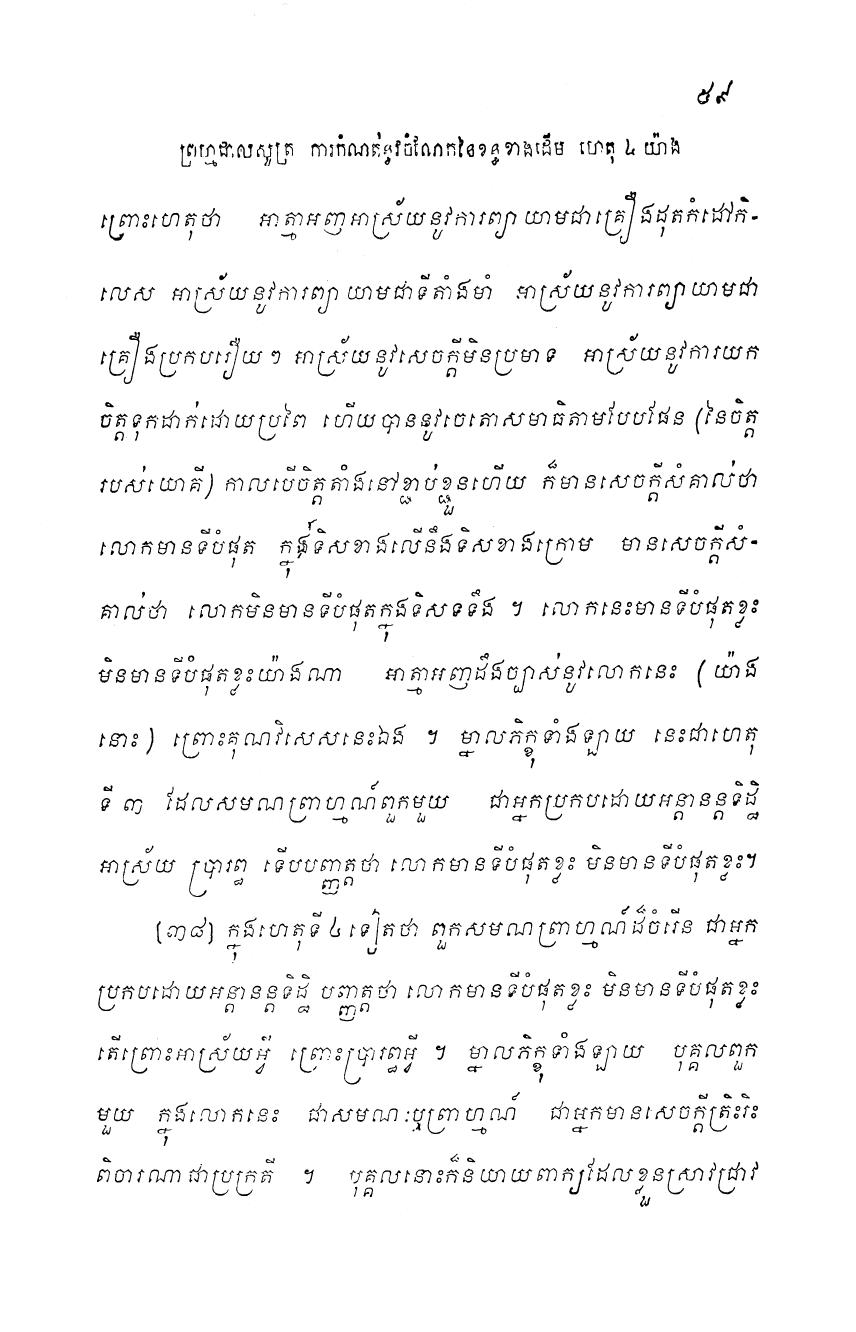 ៥៩
ព្រហ្មជាលសូត្រ ការកំណត់នូវចំណែកនៃខន្ធខាងដើម ហេតុ ៤ យ៉ាង
ព្រោះហេតុថា អាត្មាអញអាស្រ័យនូវការព្យាយាមជាគ្រឿងដុតកំដៅកិ-
លេស អាស្រ័យនូវការព្យាយាមជាទីតាំងមាំ អាស្រ័យនូវការព្យាយាមជា
គ្រឿងប្រកបរឿយៗ អាស្រ័យនូវសេចក្តីមិនប្រមាទ អាស្រ័យនូវការយក
ចិត្តទុកដាក់ដោយប្រពៃ ហើយបាននូវចេតោសមាធិតាមបែបផែន (នៃចិត្ត
របស់យោគី) កាលបើចិត្តតាំងនៅខ្ជាប់ខ្ជួនហើយ ក៏មានសេចក្តីសំគាល់ថា
លោកមានទីបំផុត ក្នុងទិសខាងលើនឹងទិសខាងក្រោម មានសេចក្តីសំ-
គាល់ថា លោកមិនមានទីបំផុតក្នុងទិសទទឹង ។ លោកនេះមានទីបំផុតខ្លះ
មិនមានទីបំផុតខ្លះយ៉ាងណា អាត្មាអញដឹងច្បាស់នូវលោកនេះ (យ៉ាង
នោះ) ព្រោះគុណវិសេសនេះឯង ។ ម្នាលភិក្ខុទាំងឡាយ នេះជាហេតុ
ទី ៣ ដែលសមណព្រាហ្មណ៍ពួកមួយ ជាអ្នកប្រកបដោយអន្តានន្តទិដ្ឋិ
អាស្រ័យ ប្រារព្ធ ទើបបញ្ញត្តថា លោកមានទីបំផុតខ្លះ មិនមានទីបំផុតខ្លះ។
[៣៨] ក្នុងហេតុទី ៤ ទៀតថា ពួកសមណព្រាហ្មណ៍ដ៏ចំរើន ជាអ្នក
ប្រកបដោយអន្តានន្តទិដ្ឋិ បញ្ញត្តថា លោកមានទីបំផុតខ្លះ មិនមានទីបំផុតខ្លះ
តើព្រោះអាស្រ័យអ្វី ព្រោះប្រារព្ធអ្វី ។ ម្នាលភិក្ខុទាំងឡាយ បុគ្គលពួក
មួយ ក្នុងលោកនេះ ជាសមណៈឬព្រាហ្មណ៍ ជាអ្នកមានសេចក្តីត្រិះរិះ
ពិចារណាជាប្រក្រតី ។ បុគ្គលនោះក៏និយាយពាក្យដែលខ្លួនស្រាវជ្រាវ